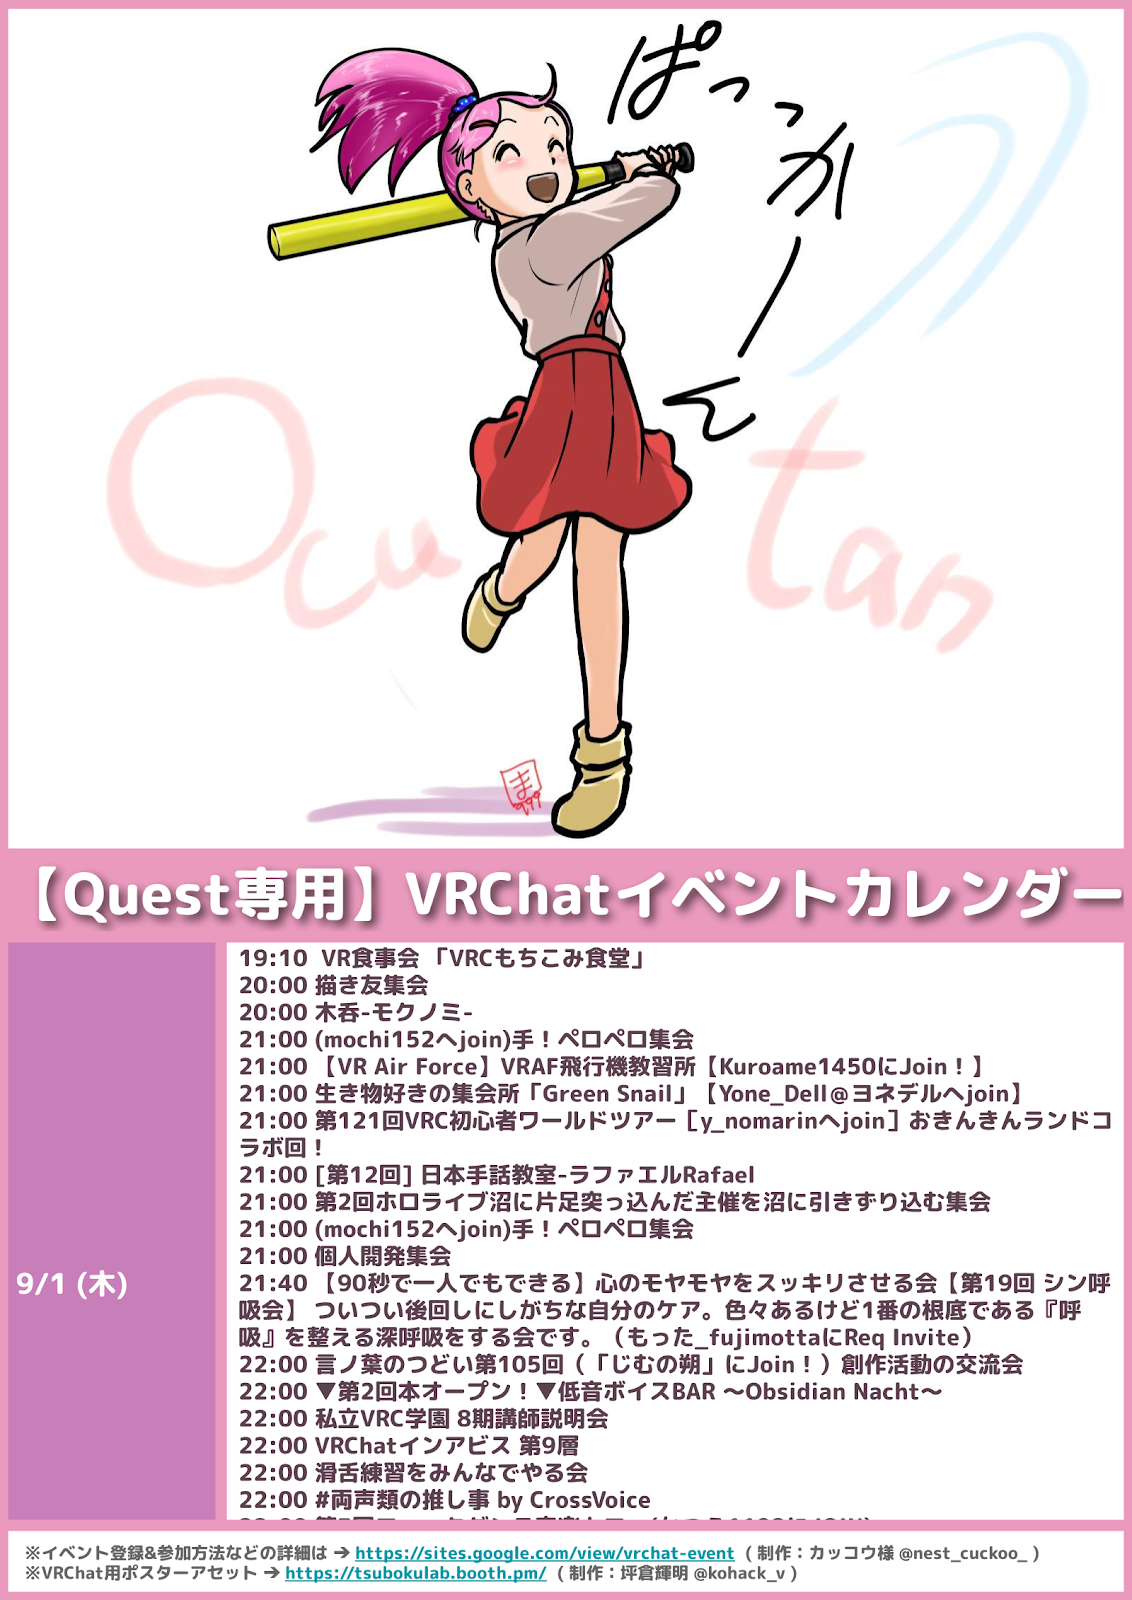 ぱっっかーん
Ocu tan
ま
999
【Quest専用】VRChatイベントカレンダー
9/1 (木)
19:10 VR食事会 「VRCもちこみ食堂」
20:00 描き友集会
20:00 木呑-モクノミ-
21:00 (mochi152へjoin)手！ペロペロ集会
21:00 【VR Air Force】VRAF飛行機教習所【Kuroame1450にJoin！】
21:00 生き物好きの集会所「Green Snail」【Yone_Dell＠ヨネデルへjoin】
21:00 第121回VRC初心者ワールドツアー［y_nomarinへjoin］おきんきんランドコ
ラボ回！
21:00 [第12回] 日本手話教室-ラファエルRafael
21:00 第2回ホロライブ沼に片足突っ込んだ主催を沼に引きずり込む集会
21:00 (mochi152へjoin)手！ペロペロ集会
21:00 個人開発集会
21:40 【90秒で一人でもできる】心のモヤモヤをスッキリさせる会【第19回 シン呼
吸会】 ついつい後回しにしがちな自分のケア。色々あるけど1番の根底である『呼
吸』を整える深呼吸をする会です。（もった_fujimottaにReq Invite）
22:00 言ノ葉のつどい第105回（「じむの朔」にJoin！）創作活動の交流会
22:00 ▼第2回本オープン！▼低音ボイスBAR ～Obsidian Nacht～
22:00 私立VRC学園 8期講師説明会
22:00 VRChatインアビス 第9層
22:00 滑舌練習をみんなでやる会
22:00 #両声類の推し事 by CrossVoice
※イベント登録&参加方法などの詳細は → https://sites.google.com/view/vrchat-event （ 制作：カッコウ様 @nest_cuckoo_ ）
※VRChat用ポスターアセット → https://tsubokulab.booth.pm/ （ 制作：坪倉輝明 @kohack_v ）